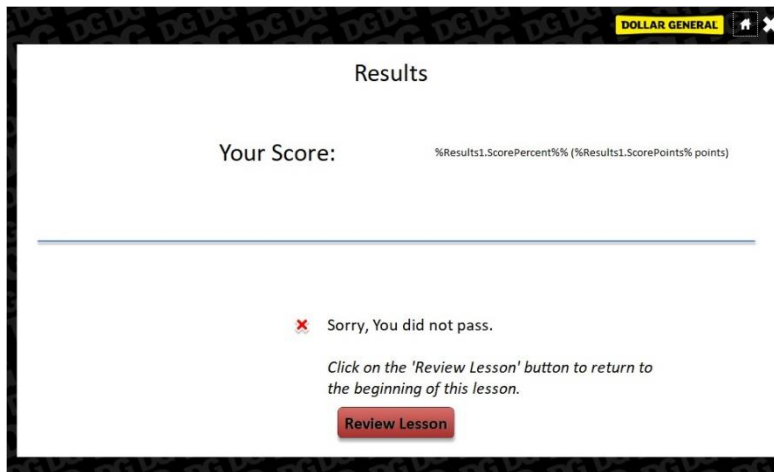 DOLLAR GENERAL
Results
Your Score:
%Results1.ScorePercent%% (%Results1.ScorePoints% points)
Sorry, You did not pass.
Click on the 'Review Lesson' button to return to
the beginning of this lesson.
Review Lesson